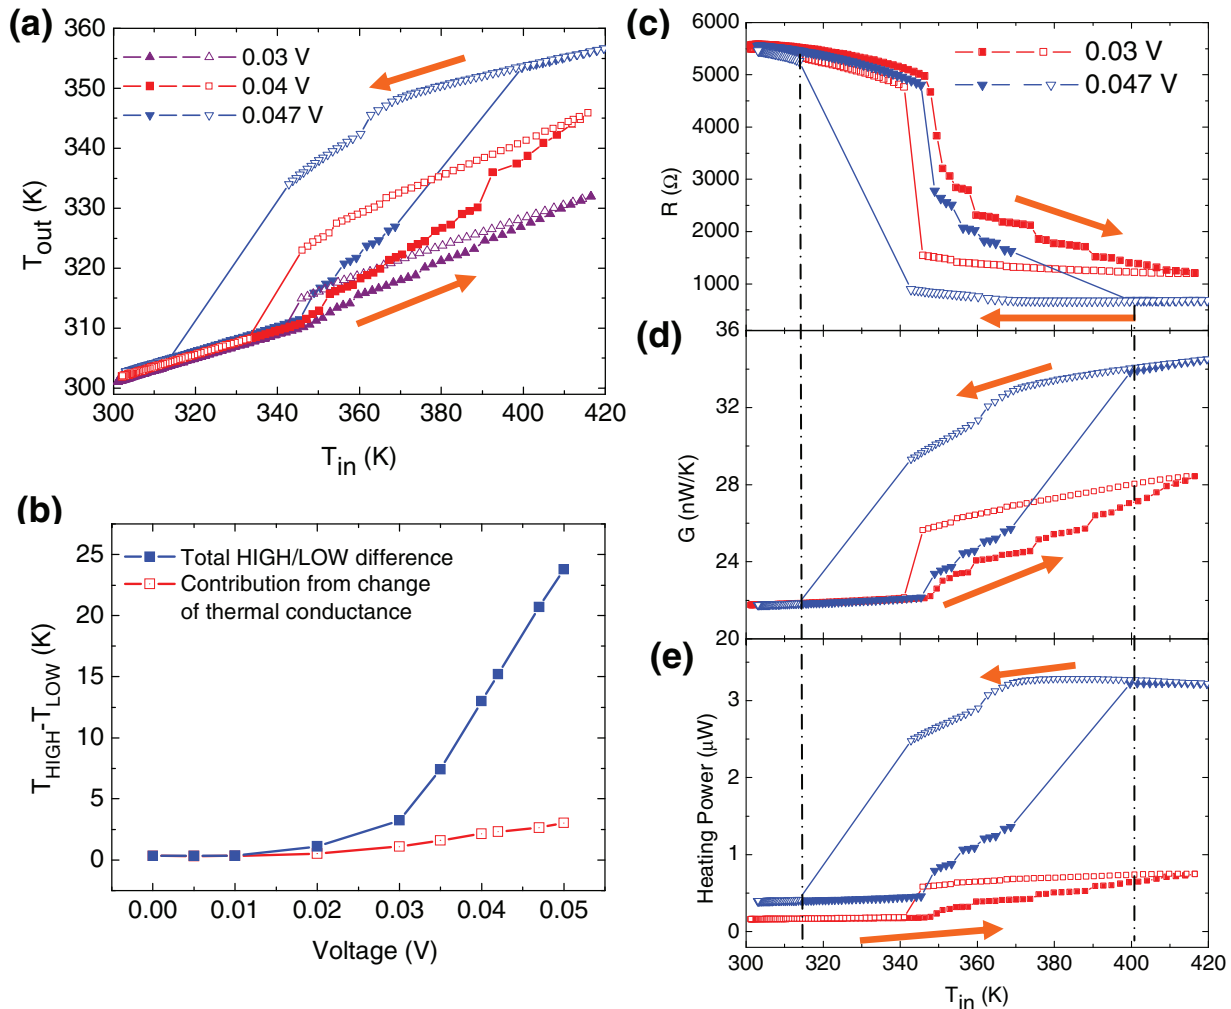 (a)
360
350
340
330
320
310
300
T_out (K)
0.03 V
0.04 V
0.047 V
300 320 340 360 380 400 420
T_in (K)
(b)
25
20
15
10
5
0
T_HIGH-T_LOW (K)
Total HIGH/LOW difference
Contribution from change
of thermal conductance
0.00 0.01 0.02 0.03 0.04 0.05
Voltage (V)
(c)
6000
5000
4000
3000
2000
1000
R (Ω)
0.03 V
0.047 V
(d)
36
32
28
24
20
G (nW/K)
(e)
3
2
1
0
Heating Power (μW)
300 320 340 360 380 400 420
T_in (K)